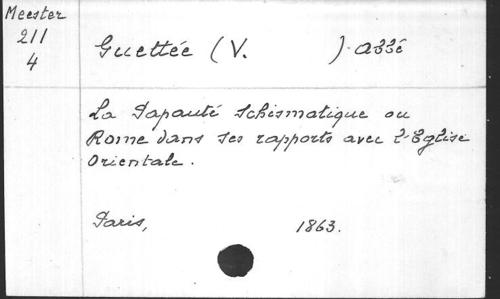 Meester
211
4
Guettée (V. ) abbé
La Papauté Schismatique ou
Rome dans ses rapports avec l'Eglise
Orientale.
Paris, 1863.